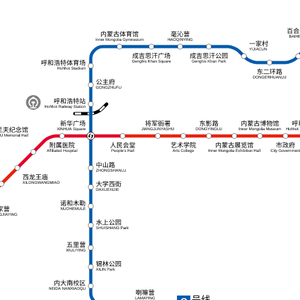 内蒙古体育馆
Inner Mongolia Gymnasium
毫沁营
HAOQINYING
百合
一家村
YIJIACUN
成吉思汗广场
Genghis Khan Square
成吉思汗公园
Genghis Khan Park
呼和浩特体育场
Hohhot Stadium
东二环路
DONGERHUANLU
公主府
GONGZHUFU
呼和浩特站
Hohhot Railway Station
新华广场
XINHUA Square
将军衙署
JIANGJUNYASHU
东影路
DONGYINGLU
内蒙古博物馆
Inner Mongolia Museum
呼和
夫纪念馆
Memorial Hall
附属医院
Affiliated Hospital
人民会堂
People's Hall
艺术学院
Arts College
内蒙古展览馆
Inner Mongolia Exhibition Hall
市政府
City Government
中山路
ZHONGSHANLU
西龙王庙
XILONGWANGMIAO
大学西街
DAXUEXIJIE
诺和木勒
NUOHEMULE
家营
JIAYING
水上公园
SHUISHANG Park
五里营
WULIYING
锡林公园
XILIN Park
内大南校区
NEIDA NANXIAOQU
喇嘛营
LAMAYING
2号线